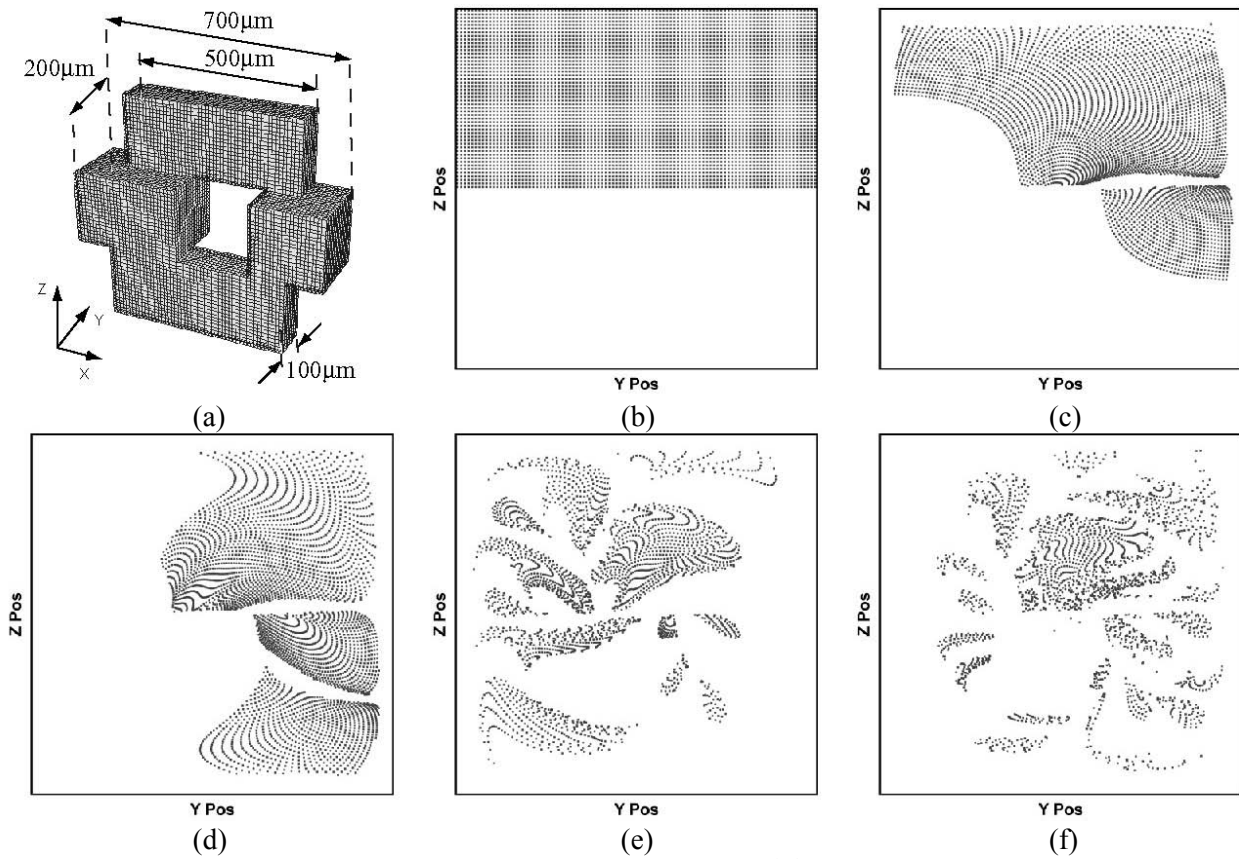 700µm
500µm
200µm
Z
Y
X
100µm
(a)
Z Pos
Y Pos
(b)
Z Pos
Y Pos
(c)
Z Pos
Y Pos
(d)
Z Pos
Y Pos
(e)
Z Pos
Y Pos
(f)